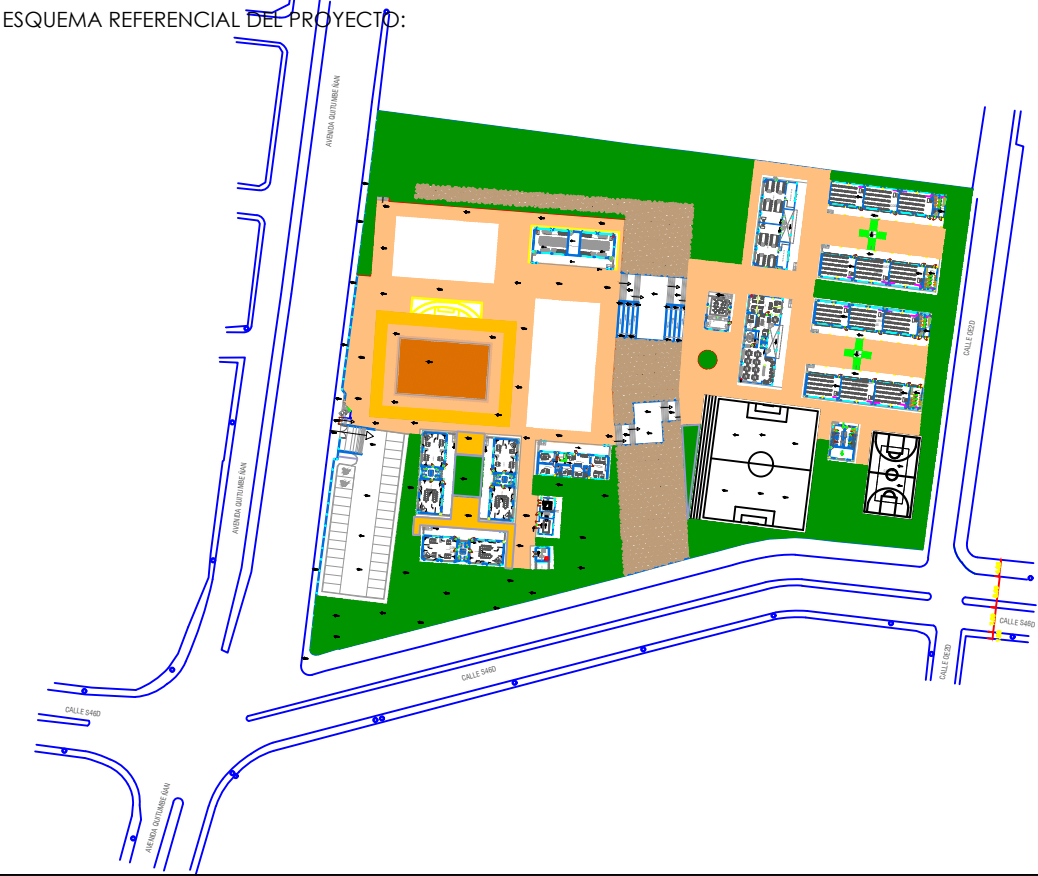 ESQUEMA REFERENCIAL DEL PROYECTO:
AVENIDA QUITUMBE ÑAN
CALLE OE2D
AVENIDA QUITUMBE ÑAN
CALLE S46D
CALLE OE2D
CALLE S46D
CALLE S46D
AVENIDA QUITUMBE ÑAN